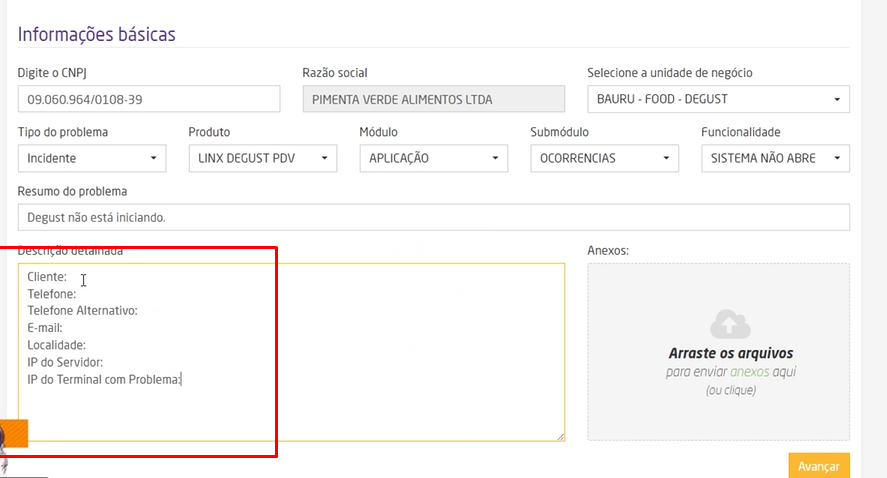 Informações básicas
Digite o CNPJ Razão social Selecione a unidade de negócio
09.060.964/0108-39 PIMENTA VERDE ALIMENTOS LTDA BAURU - FOOD - DEGUST
Tipo do problema Produto Módulo Submódulo Funcionalidade
Incidente LINX DEGUST PDV APLICAÇÃO OCORRENCIAS SISTEMA NÃO ABRE
Resumo do problema
Degust não está iniciando.
Descrição detalhada
Cliente:
Telefone:
Telefone Alternativo:
E-mail:
Localidade:
IP do Servidor:
IP do Terminal com Problema:
Anexos:
Arraste os arquivos
para enviar anexos aqui
(ou clique)
Avançar